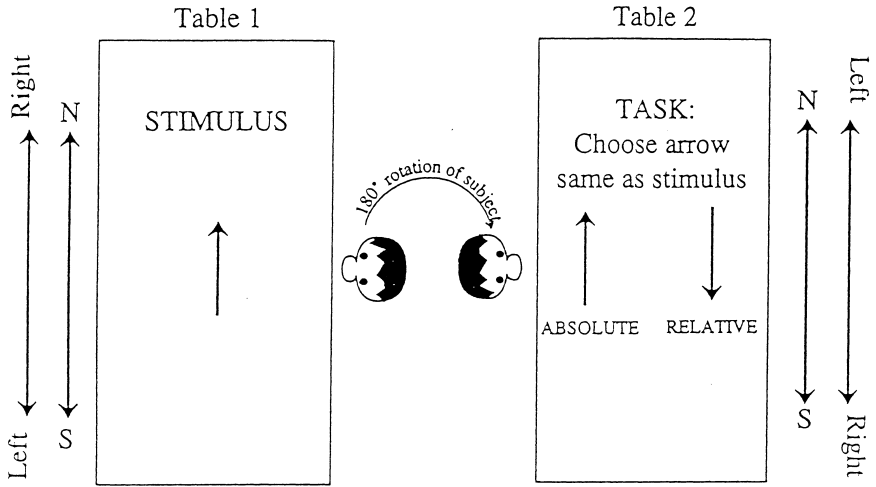 Table 1
Table 2
Right
N
STIMULUS
S
Left
180° rotation of subject
TASK:
Choose arrow
same as stimulus
ABSOLUTE
RELATIVE
N
Left
S
Right